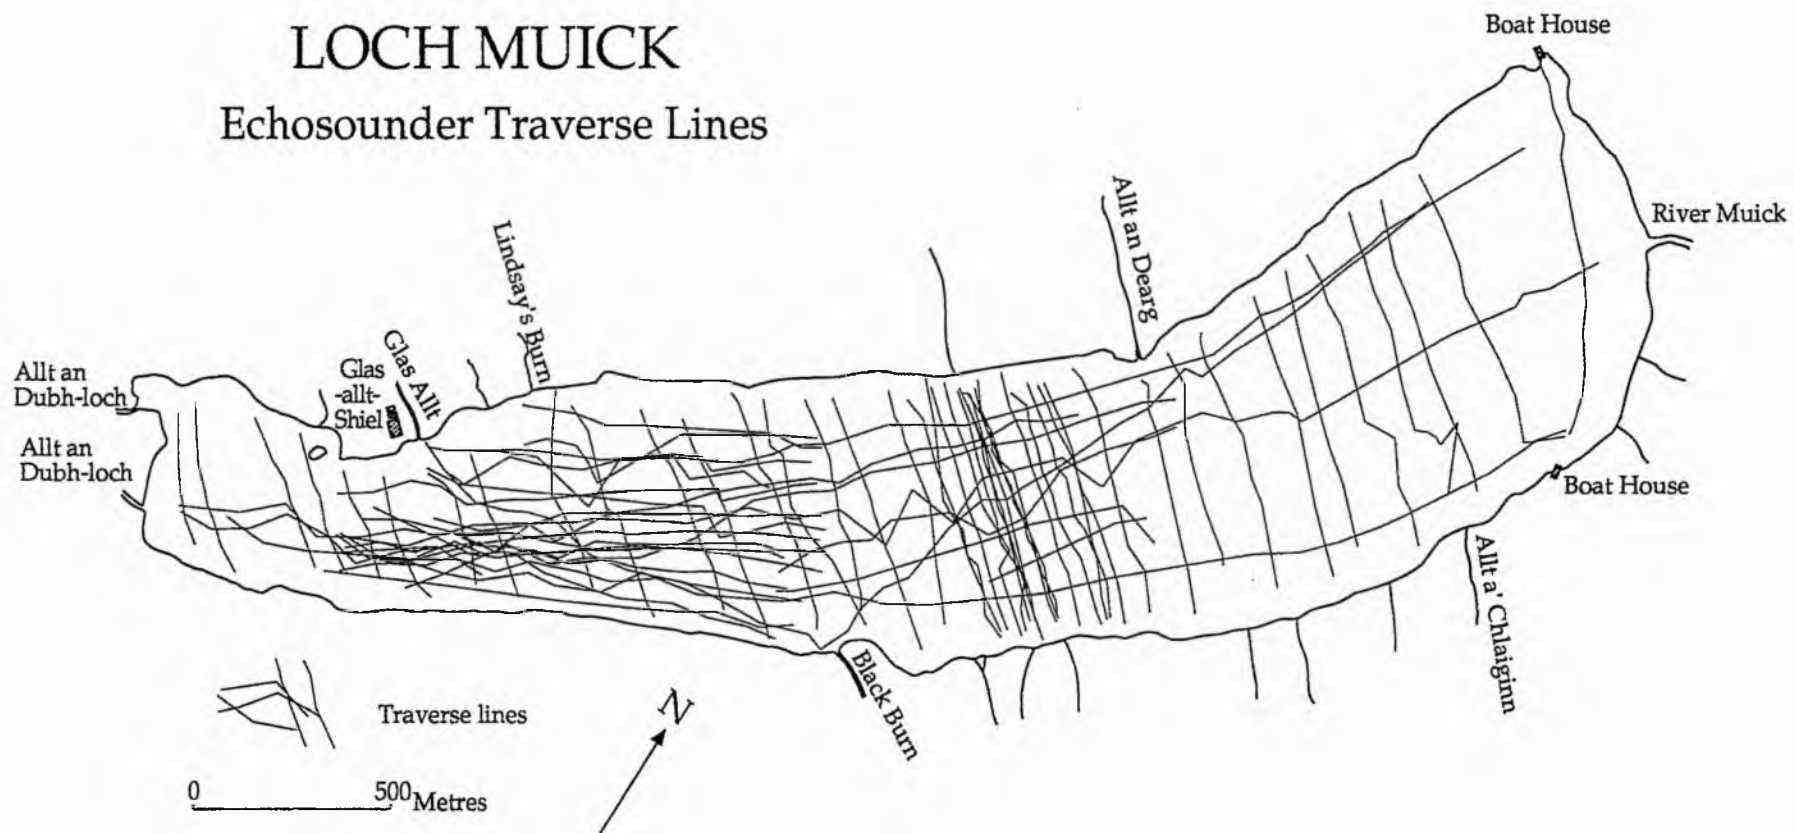 LOCH MUICK
Echosounder Traverse Lines
Boat House
River Muick
Allt an Dearg
Lindsay's Burn
Glas Allt
Glas
-allt-
Shiel
Allt an
Dubh-loch
Allt an
Dubh-loch
Boat House
Allt a' Chlaiginn
Black Burn
N
Traverse lines
0 500 Metres